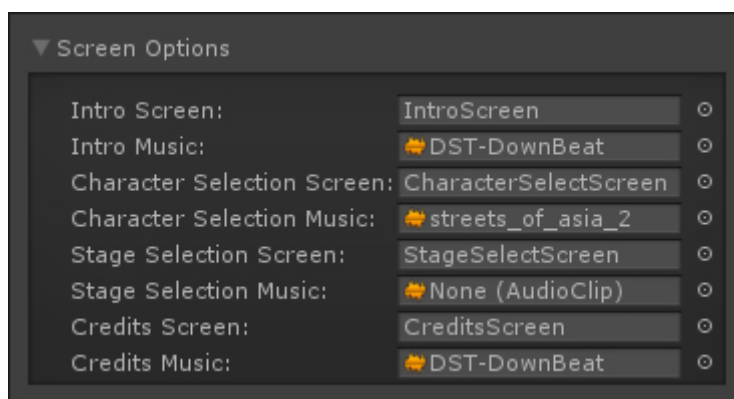 Screen Options
Intro Screen: IntroScreen
Intro Music: DST-DownBeat
Character Selection Screen: CharacterSelectScreen
Character Selection Music: streets_of_asia_2
Stage Selection Screen: StageSelectScreen
Stage Selection Music: None (AudioClip)
Credits Screen: CreditsScreen
Credits Music: DST-DownBeat